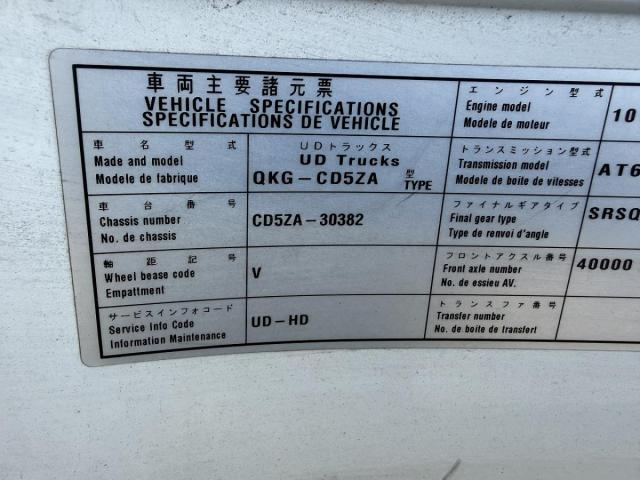 車両主要諸元票
VEHICLE SPECIFICATIONS
SPECIFICATIONS DE VEHICLE
車名型式
Made and model
Modele de fabrique
UDトラックス
UD Trucks
QKG-CD5ZA 型 TYPE
車台番号
Chassis number
No. de chassis
CD5ZA-30382
軸距記号
Wheel bease code
Empattment
V
サービスインフォコード
Service Info Code
Information Maintenance
UD-HD
エンジン型式
Engine model
Modele de moteur
10
トランスミッション型式
Transmission model
Modele de boite de vitesses
AT6
ファイナルギアタイプ
Final gear type
Type de renvoi d'angle
SRSQ
フロントアクスル番号
Front axle number
No. de essieu AV.
40000
トランスファ番号
Transfer number
No. de boite de transfert